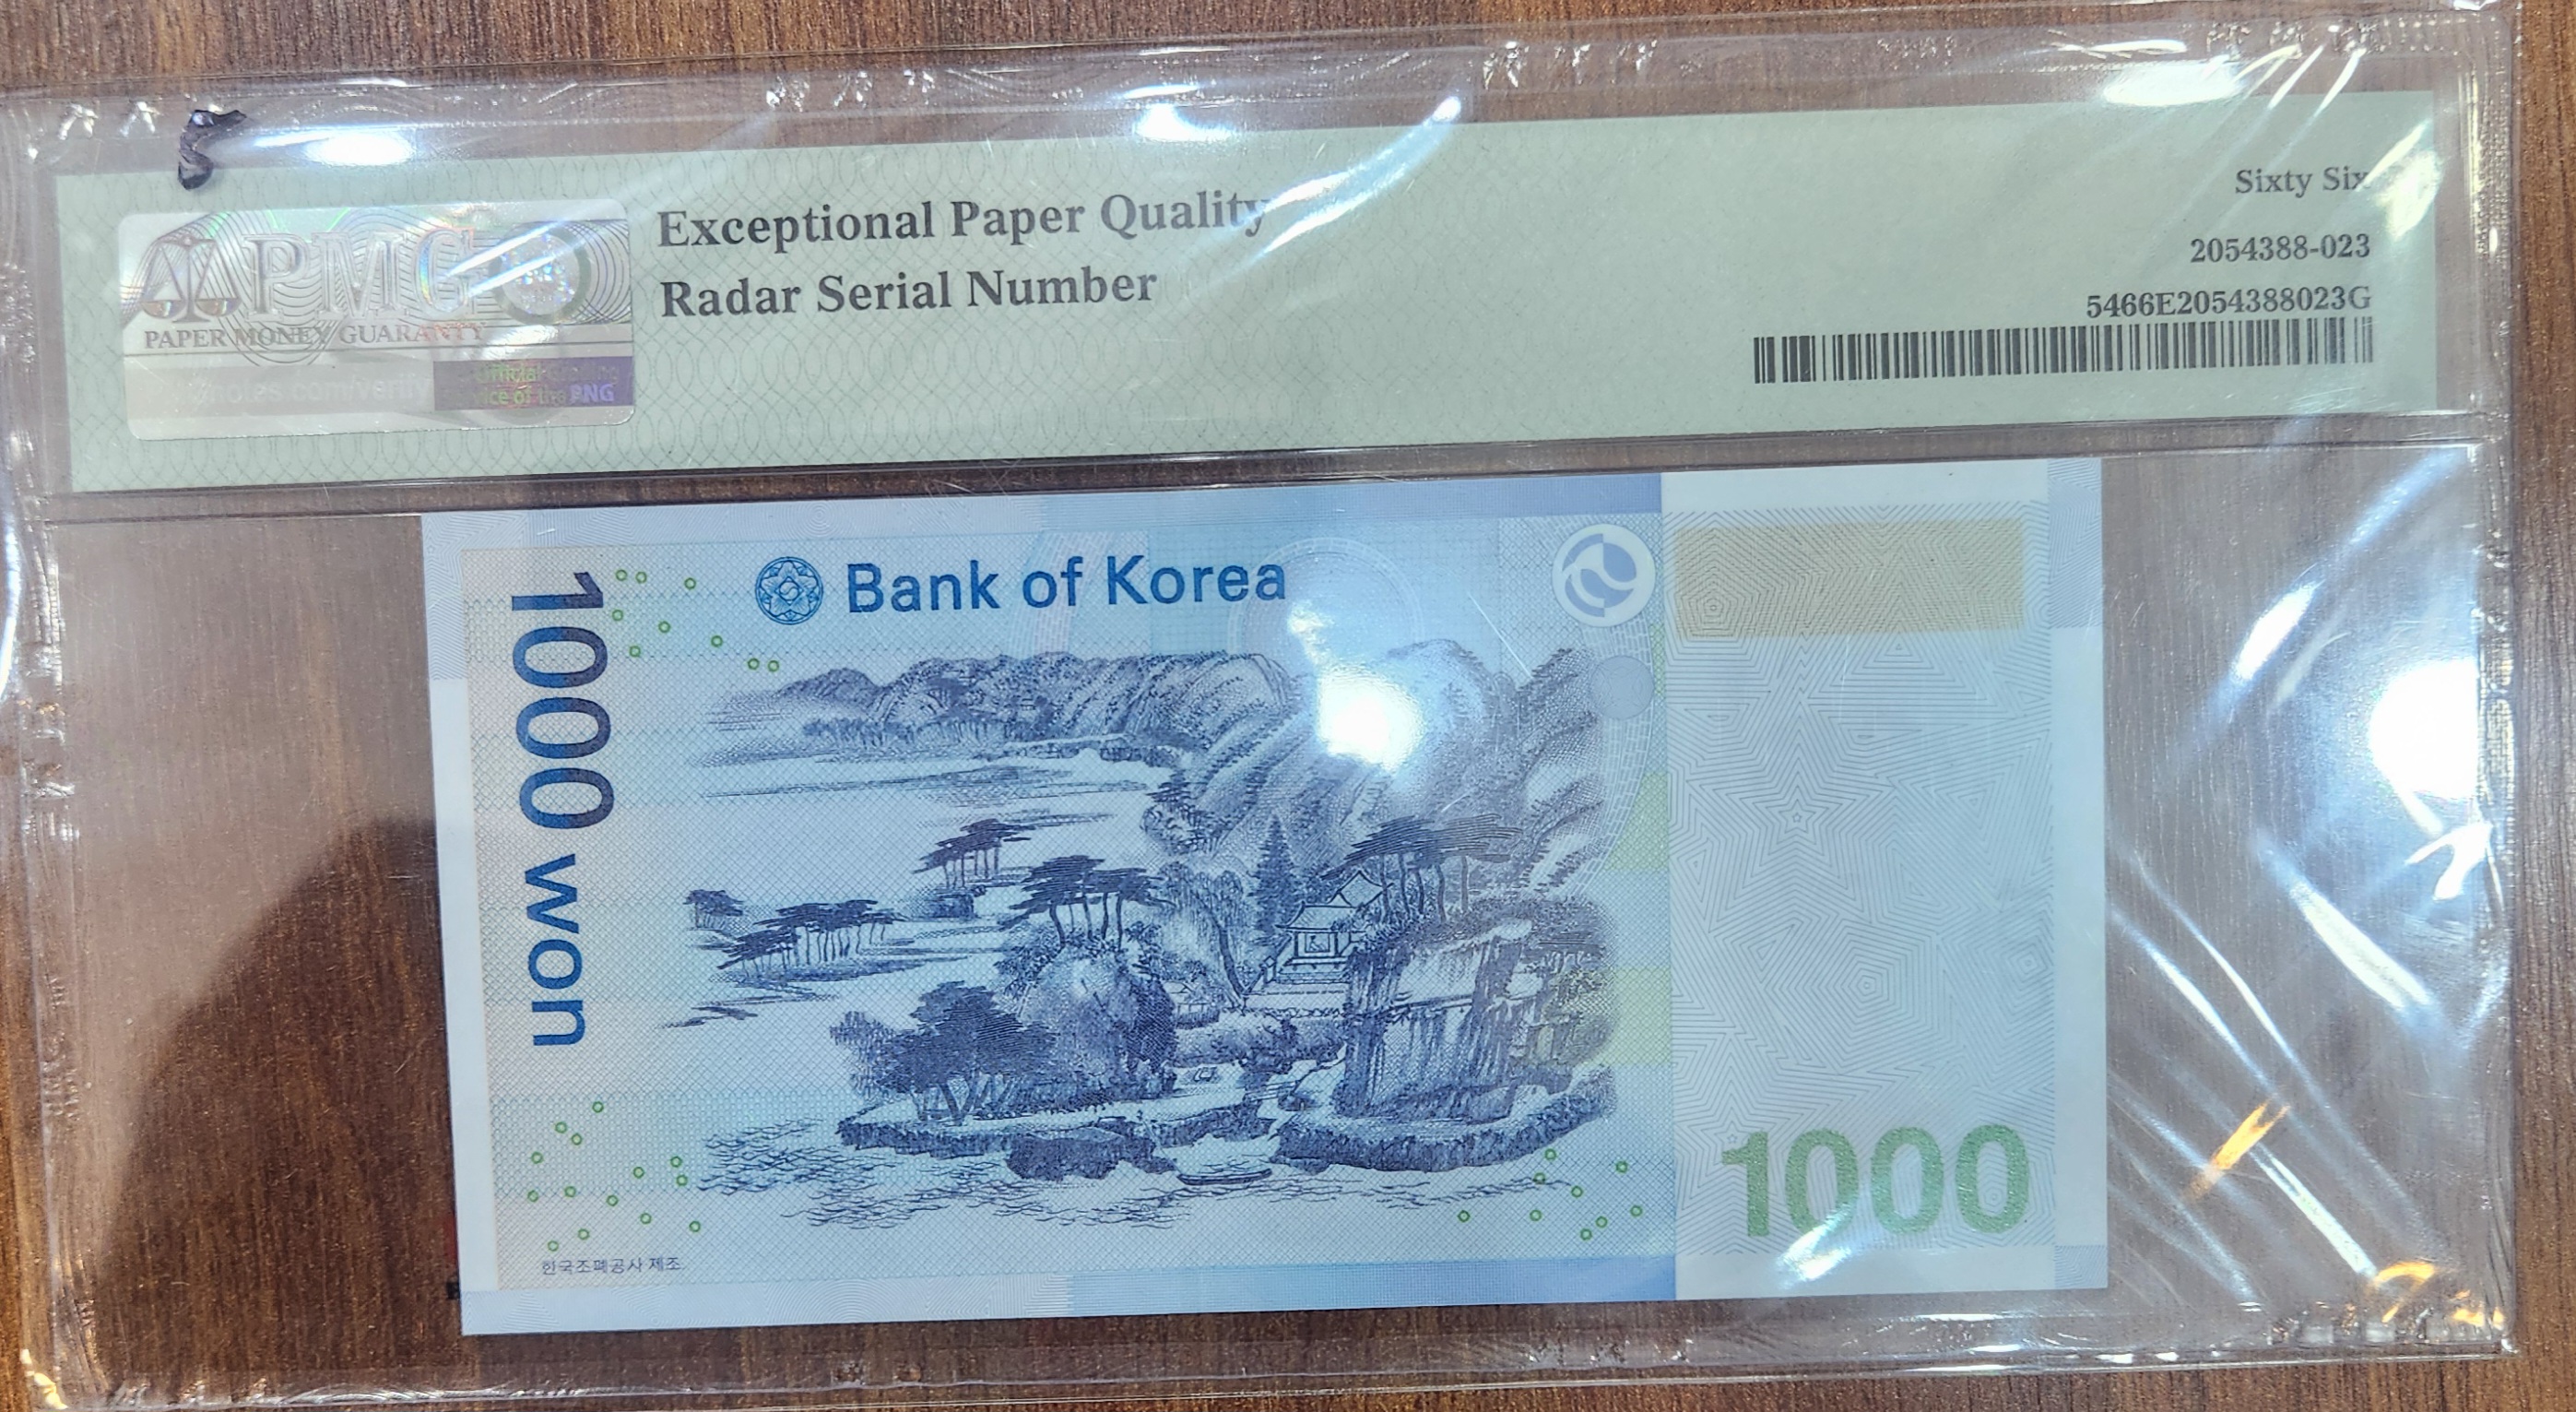 PMG
PAPER MONEY GUARANTY
Exceptional Paper Quality
Radar Serial Number
Sixty Six
2054388-023
5466E2054388023G
Bank of Korea
1000 won
1000
한국조폐공사 제조